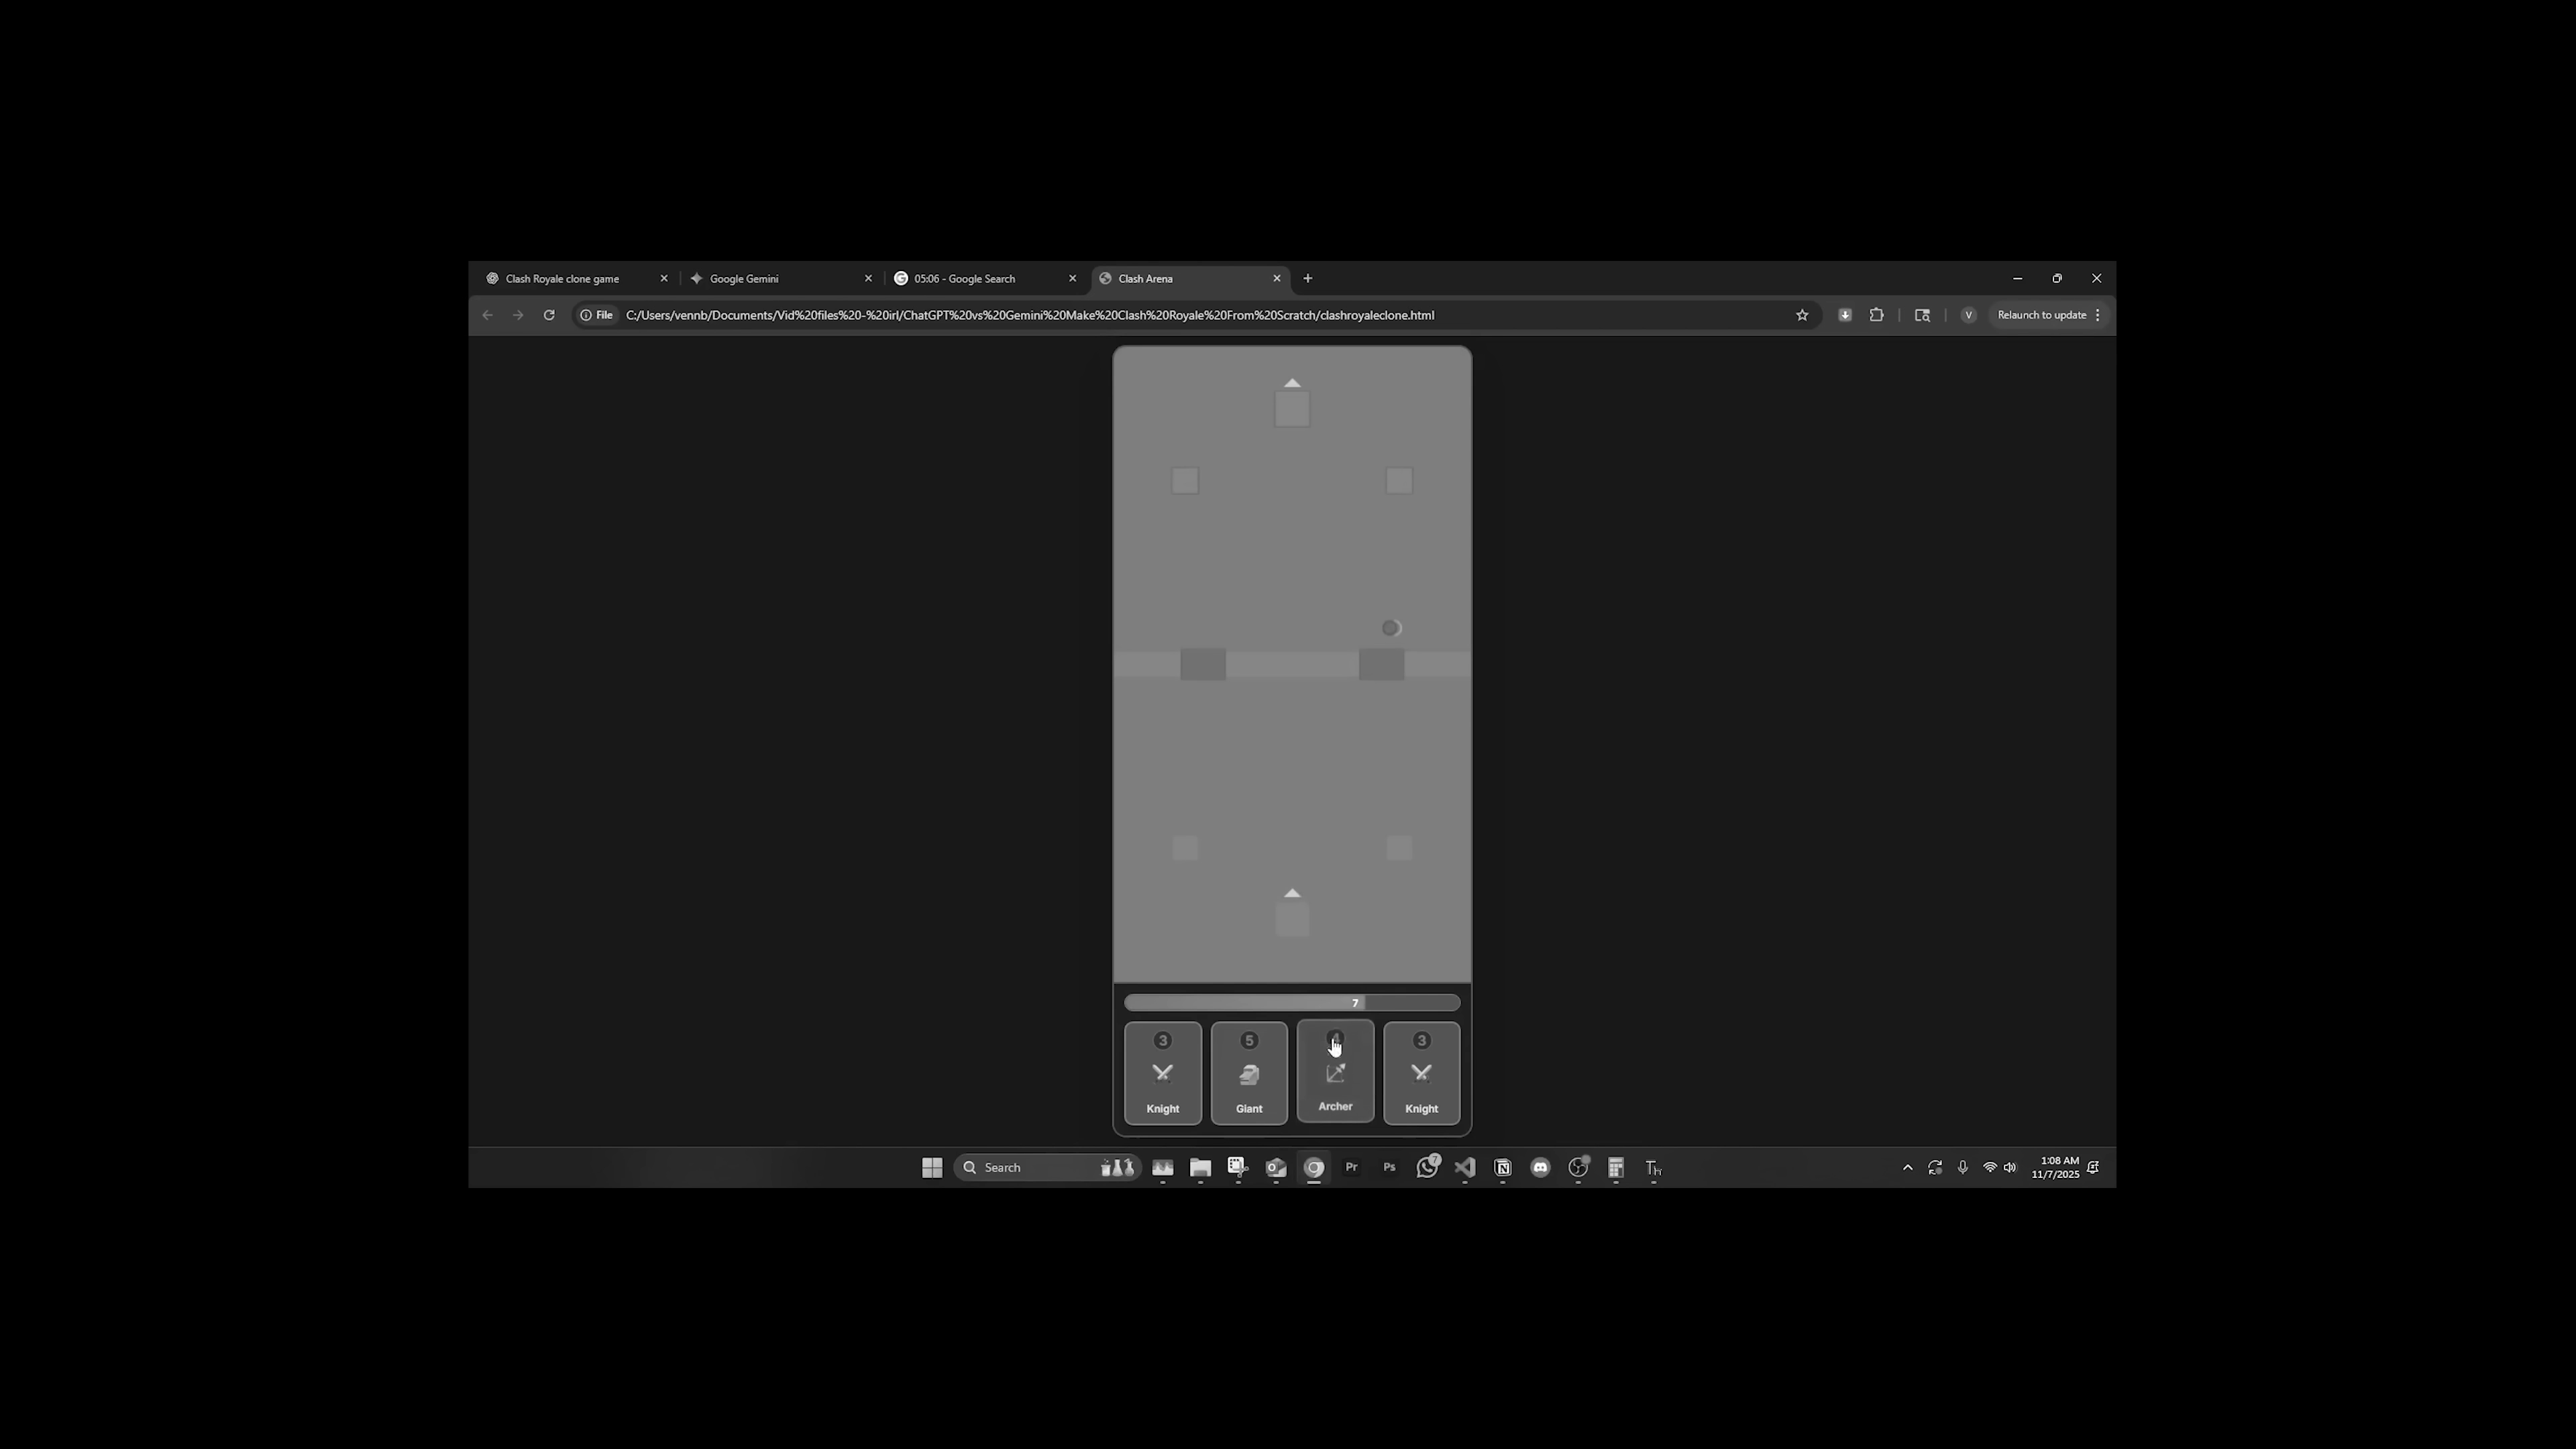 Clash Royale clone game
Google Gemini
05:06 - Google Search
Clash Arena
File
C:/Users/vennb/Documents/Vid%20files%20-%20irl/ChatGPT%20vs%20Gemini%20Make%20Clash%20Royale%20From%20Scratch/clashroyaleclone.html
V
Relaunch to update
7
3
5
4
3
Knight
Giant
Archer
Knight
Search
Pr
Ps
7
1:08 AM
11/7/2025